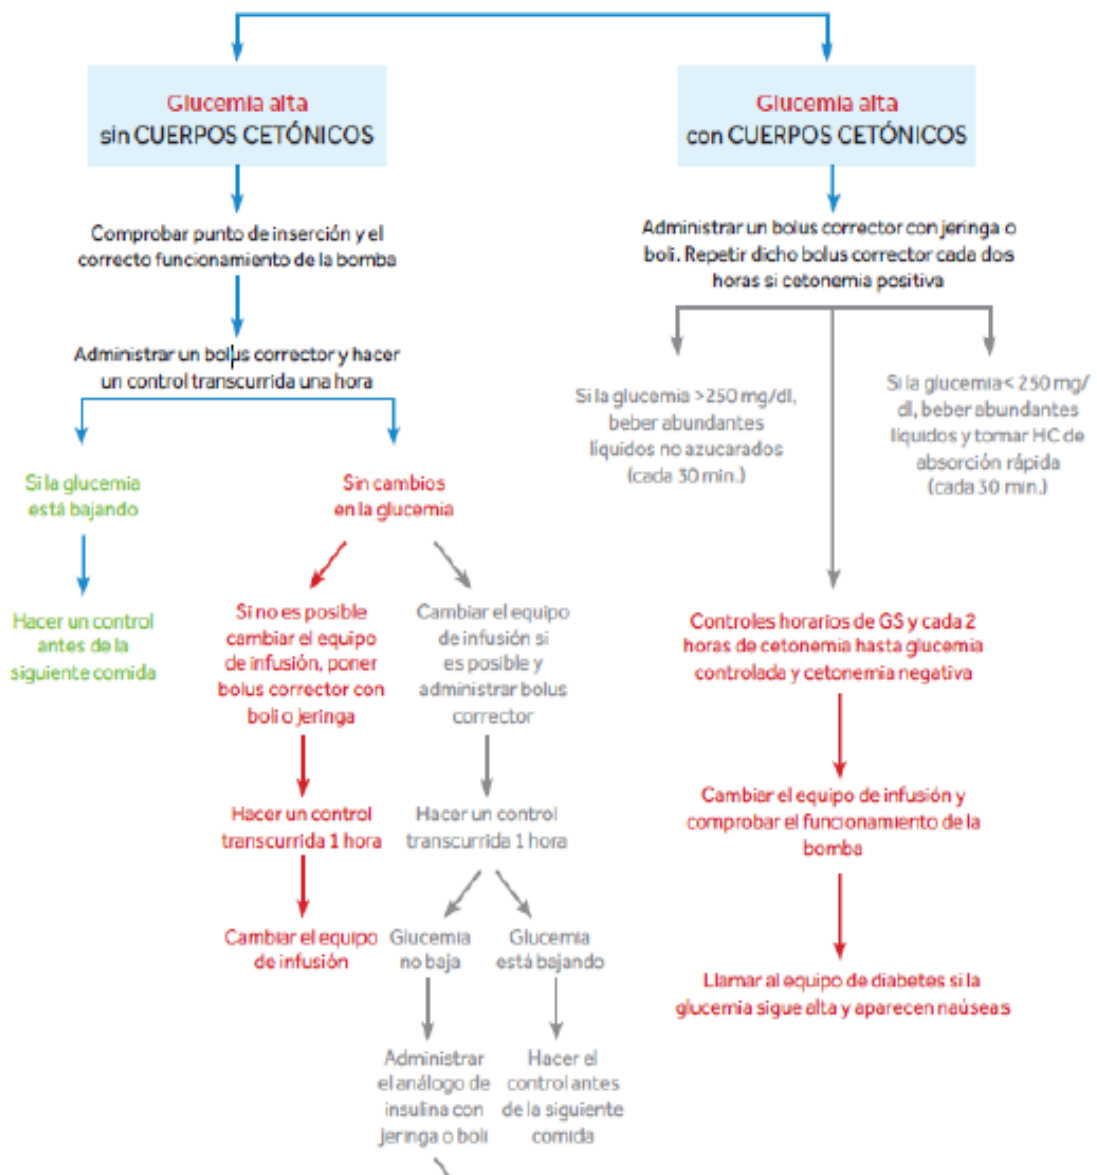 Glucemia alta
sin CUERPOS CETÓNICOS
Comprobar punto de inserción y el
correcto funcionamiento de la bomba
Administrar un bolus corrector y hacer
un control transcurrida una hora
Si la glucemia
está bajando
Hacer un control
antes de la
siguiente comida
Sin cambios
en la glucemia
Si no es posible
cambiar el equipo
de infusión, poner
bolus corrector con
boli o jeringa
Hacer un control
transcurrida 1 hora
Cambiar el equipo
de infusión
Cambiar el equipo
de infusión si
es posible y
administrar bolus
corrector
Hacer un control
transcurrida 1 hora
Glucemia
no baja
Administrar
el análogo de
insulina con
jeringa o boli
Glucemia
está bajando
Hacer el
control antes
de la siguiente
comida
Glucemia alta
con CUERPOS CETÓNICOS
Administrar un bolus corrector con jeringa o
boli. Repetir dicho bolus corrector cada dos
horas si cetonemia positiva
Si la glucemia >250 mg/dl,
beber abundantes
líquidos no azucarados
(cada 30 min.)
Si la glucemia< 250 mg/
dl, beber abundantes
líquidos y tomar HC de
absorción rápida
(cada 30 min.)
Controles horarios de GS y cada 2
horas de cetonemia hasta glucemia
controlada y cetonemia negativa
Cambiar el equipo de infusión y
comprobar el funcionamiento de la
bomba
Llamar al equipo de diabetes si la
glucemia sigue alta y aparecen naúseas